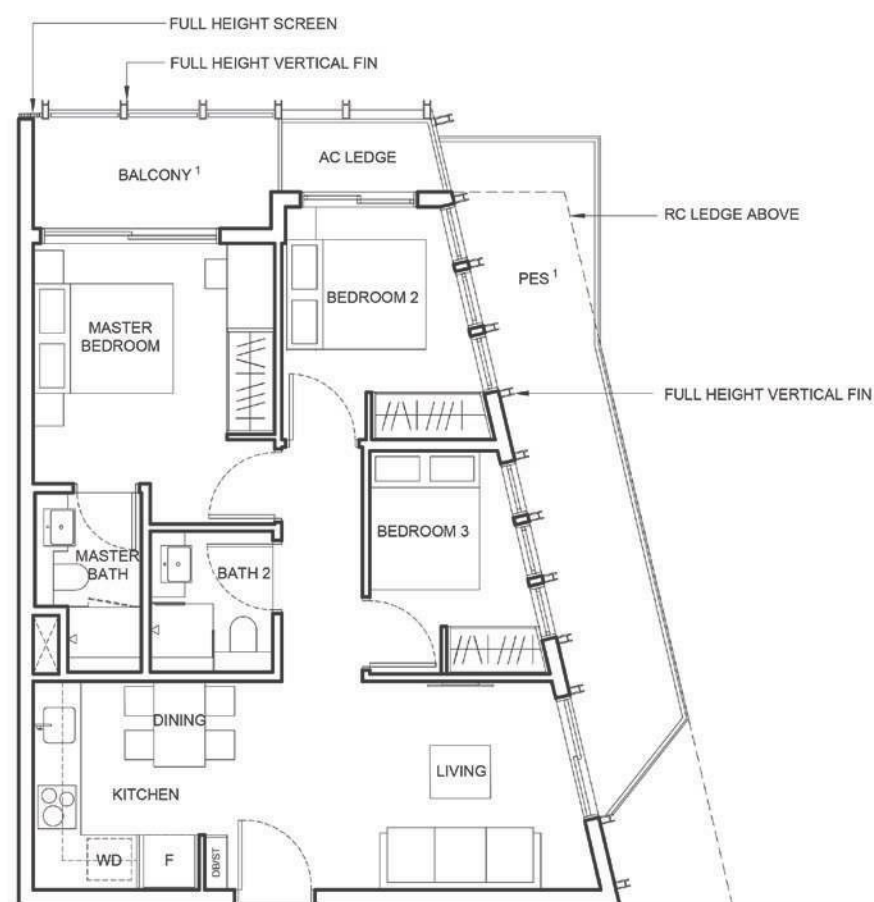 FULL HEIGHT SCREEN
FULL HEIGHT VERTICAL FIN
BALCONY ¹
AC LEDGE
RC LEDGE ABOVE
PES ¹
BEDROOM 2
MASTER
BEDROOM
FULL HEIGHT VERTICAL FIN
BEDROOM 3
MASTER
BATH
BATH 2
DINING
LIVING
KITCHEN
WD
F
DB/ST